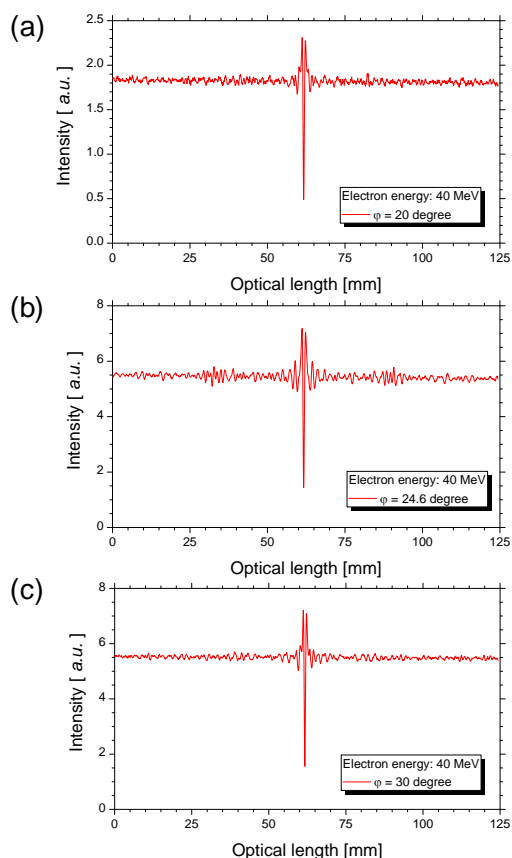 (a)
2.5
2.0
1.5
1.0
0.5
0.0
Intensity [ a.u. ]
Electron energy: 40 MeV
φ = 20 degree
0 25 50 75 100 125
Optical length [mm]
(b)
8
6
4
2
0
Intensity [ a.u. ]
Electron energy: 40 MeV
φ = 24.6 degree
0 25 50 75 100 125
Optical length [mm]
(c)
8
6
4
2
0
Intensity [ a.u. ]
Electron energy: 40 MeV
φ = 30 degree
0 25 50 75 100 125
Optical length [mm]